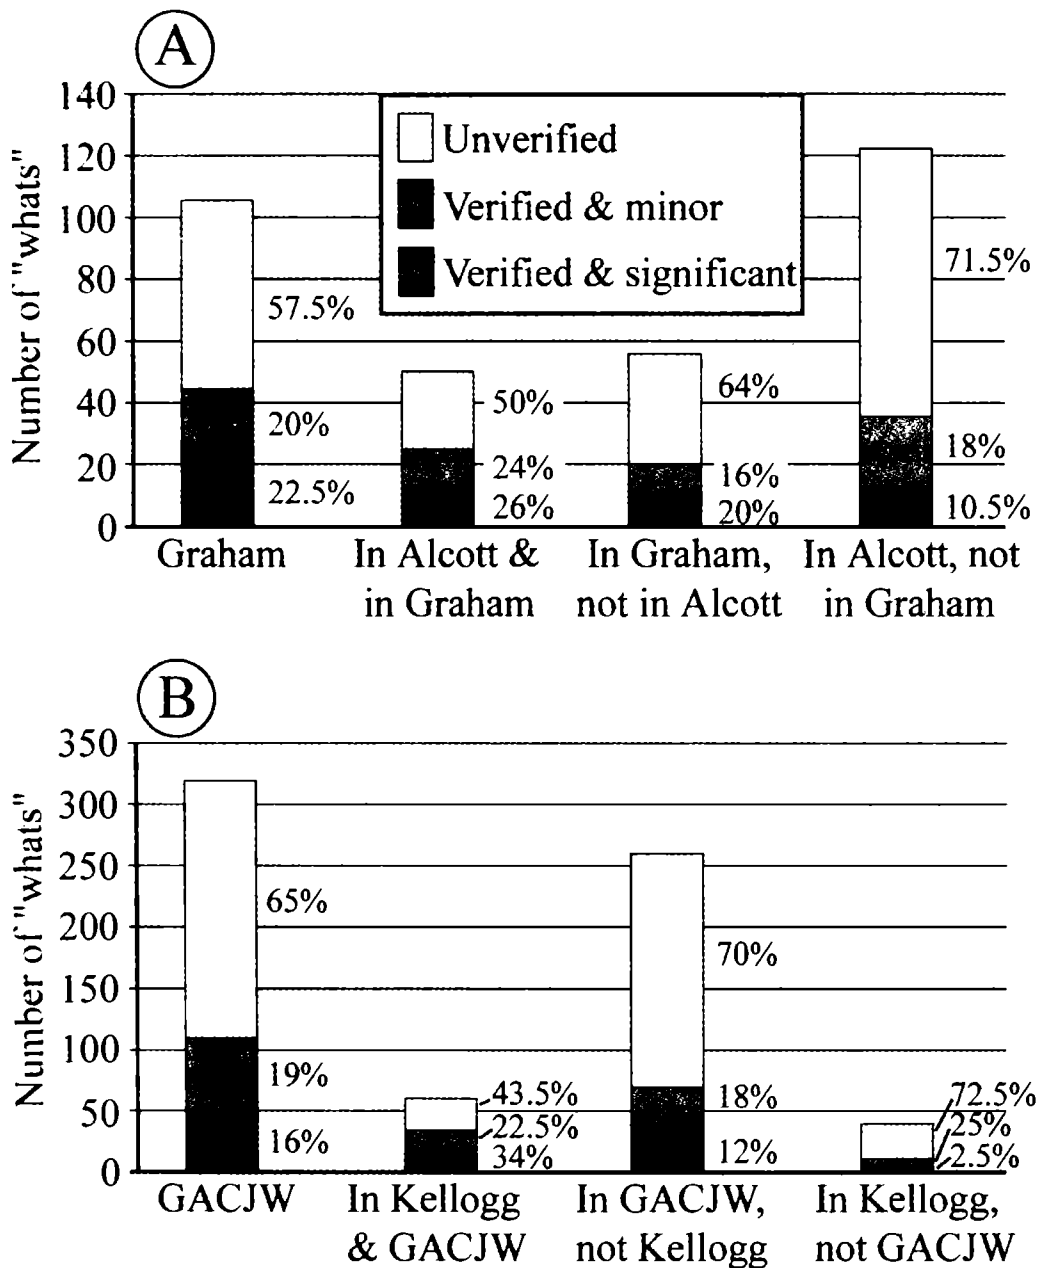 A
Number of "whats"
140
120
100
80
60
40
20
0
Unverified
Verified & minor
Verified & significant
57.5%
20%
22.5%
50%
24%
26%
64%
16%
20%
71.5%
18%
10.5%
Graham
In Alcott &
in Graham
In Graham,
not in Alcott
In Alcott, not
in Graham
B
Number of "whats"
350
300
250
200
150
100
50
0
65%
19%
16%
43.5%
22.5%
34%
70%
18%
12%
72.5%
25%
2.5%
GACJW
In Kellogg
& GACJW
In GACJW,
not Kellogg
In Kellogg,
not GACJW